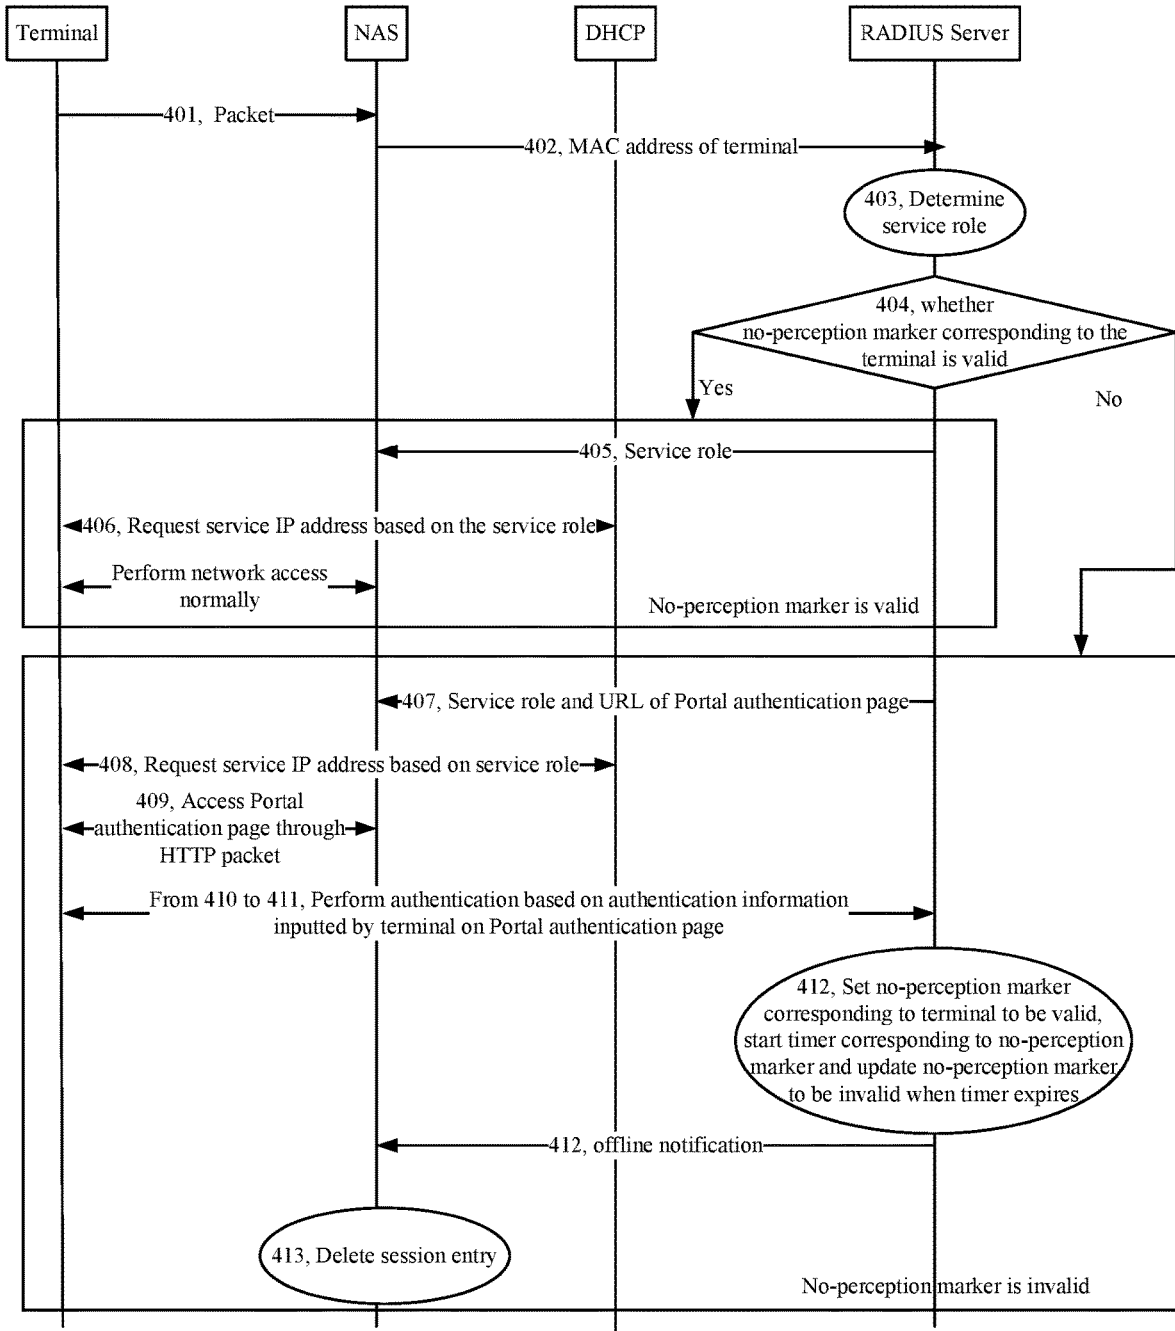 Terminal
NAS
DHCP
RADIUS Server
401, Packet
402, MAC address of terminal
403, Determine
service role
404, whether
no-perception marker corresponding to the
terminal is valid
Yes
No
405, Service role
406, Request service IP address based on the service role
Perform network access
normally
No-perception marker is valid
407, Service role and URL of Portal authentication page
408, Request service IP address based on service role
409, Access Portal
authentication page through
HTTP packet
From 410 to 411, Perform authentication based on authentication information
inputted by terminal on Portal authentication page
412, Set no-perception marker
corresponding to terminal to be valid,
start timer corresponding to no-perception
marker and update no-perception marker
to be invalid when timer expires
412, offline notification
413, Delete session entry
No-perception marker is invalid